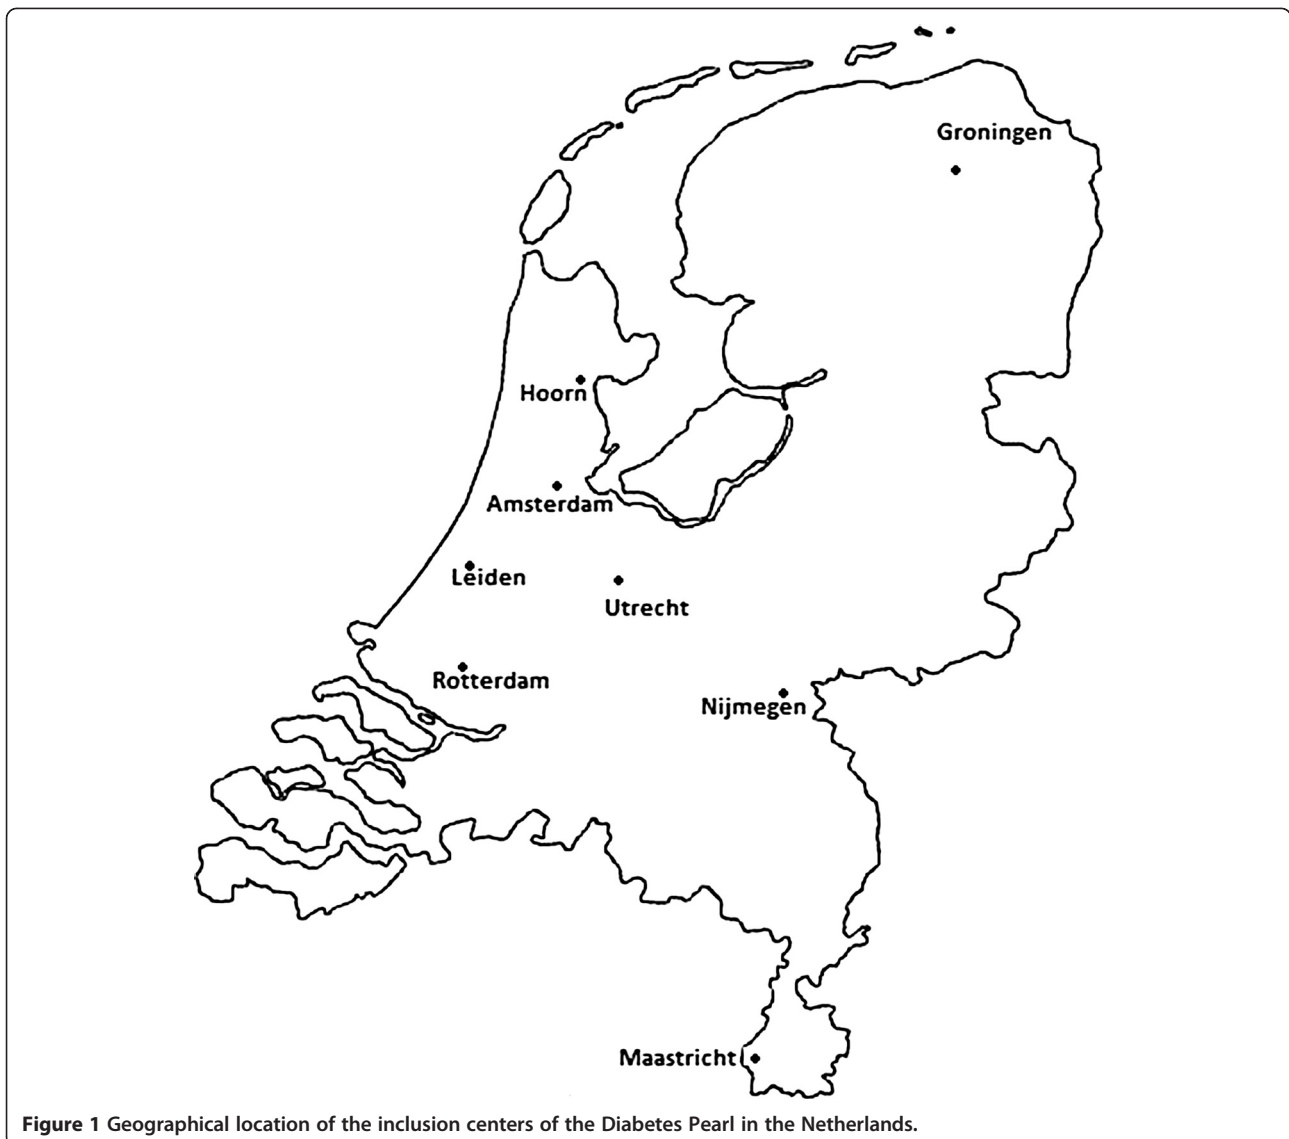 Groningen
Hoorn
Amsterdam
Leiden
Utrecht
Rotterdam
Nijmegen
Maastricht
Figure 1 Geographical location of the inclusion centers of the Diabetes Pearl in the Netherlands.